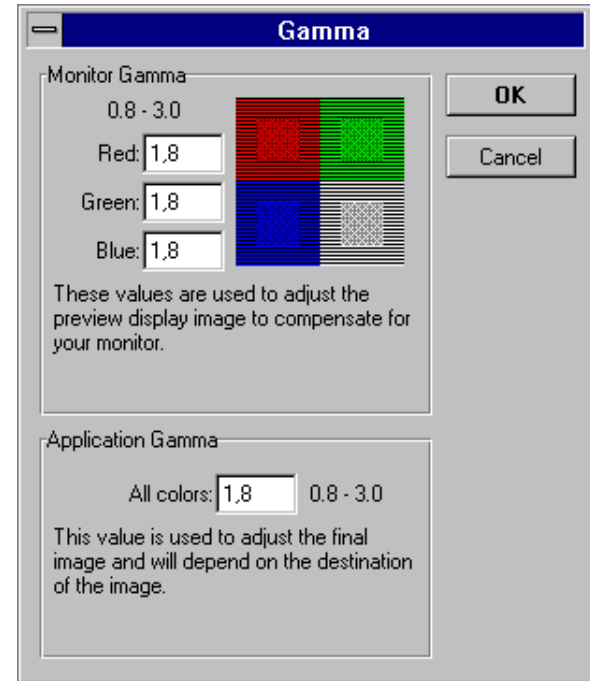 Gamma
Monitor Gamma
0.8 - 3.0
Red: 1,8
Green: 1,8
Blue: 1,8
These values are used to adjust the
preview display image to compensate for
your monitor.
OK
Cancel
Application Gamma
All colors: 1,8 0.8 - 3.0
This value is used to adjust the final
image and will depend on the destination
of the image.